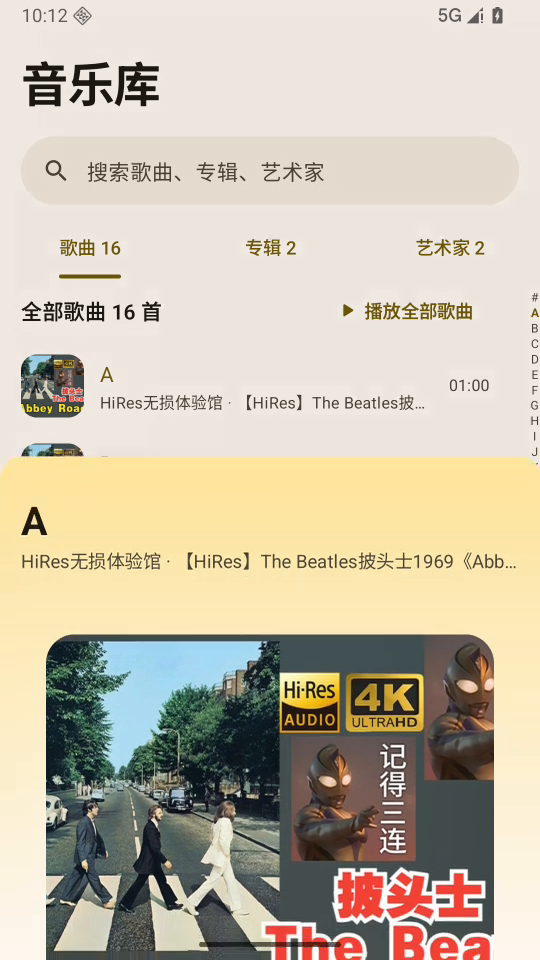 10:12
5G
音乐库
搜索歌曲、专辑、艺术家
歌曲 16
专辑 2
艺术家 2
全部歌曲 16 首
播放全部歌曲
#
A
B
C
D
E
F
G
H
I
J
A
01:00
HiRes无损体验馆 · 【HiRes】The Beatles披…
A
HiRes无损体验馆 · 【HiRes】The Beatles披头士1969《Abb…
Hi-Res
AUDIO
4K
ULTRAHD
记得三连
披头士
The Bea